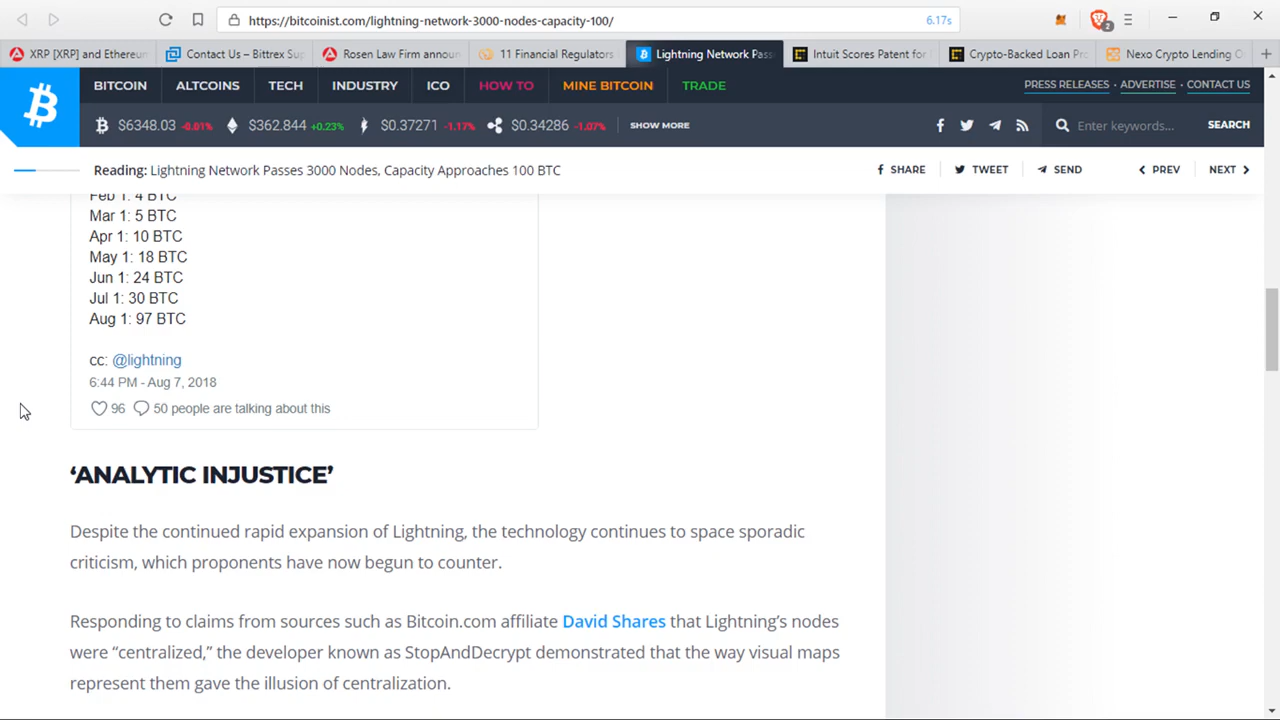 https://bitcoinist.com/lightning-network-3000-nodes-capacity-100/
6.17s
2
XRP [XRP] and Ethereu
Contact Us – Bittrex Sup
Rosen Law Firm announ
11 Financial Regulators
Lightning Network Pass
Intuit Scores Patent for
Crypto-Backed Loan Pro
Nexo Crypto Lending
BITCOIN
ALTCOINS
TECH
INDUSTRY
ICO
HOW TO
MINE BITCOIN
TRADE
PRESS RELEASES · ADVERTISE · CONTACT US
$6348.03 -0.01%
$362.844 +0.23%
$0.37271 -1.17%
$0.34286 -1.07%
SHOW MORE
Enter keywords...
SEARCH
Reading: Lightning Network Passes 3000 Nodes, Capacity Approaches 100 BTC
SHARE
TWEET
SEND
PREV
NEXT
Feb 1: 4 BTC
Mar 1: 5 BTC
Apr 1: 10 BTC
May 1: 18 BTC
Jun 1: 24 BTC
Jul 1: 30 BTC
Aug 1: 97 BTC
cc: @lightning
6:44 PM - Aug 7, 2018
96 50 people are talking about this
‘ANALYTIC INJUSTICE’
Despite the continued rapid expansion of Lightning, the technology continues to space sporadic
criticism, which proponents have now begun to counter.
Responding to claims from sources such as Bitcoin.com affiliate David Shares that Lightning’s nodes
were “centralized,” the developer known as StopAndDecrypt demonstrated that the way visual maps
represent them gave the illusion of centralization.